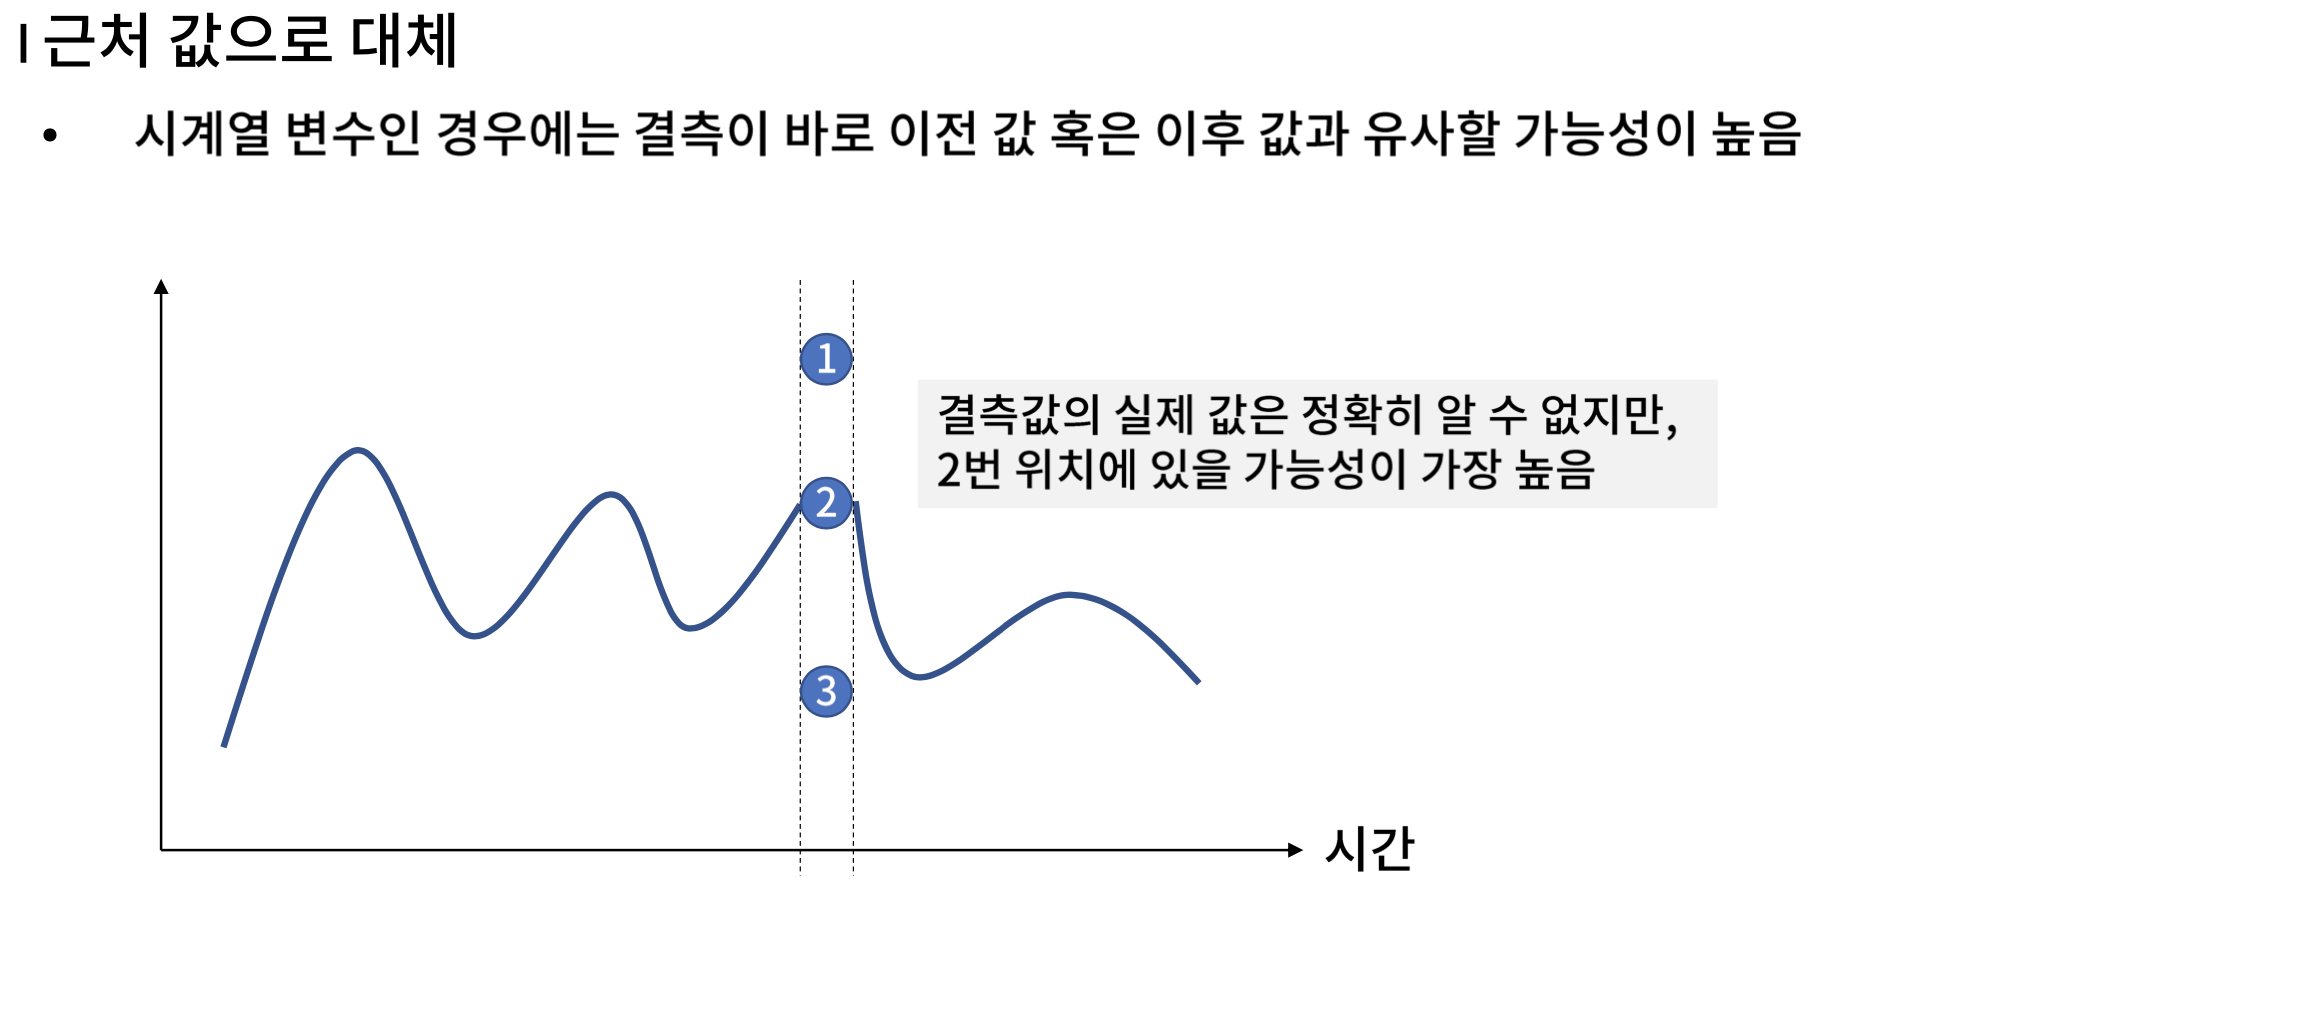 | 근처 값으로 대체
• 시계열 변수인 경우에는 결측이 바로 이전 값 혹은 이후 값과 유사할 가능성이 높음
1
결측값의 실제 값은 정확히 알 수 없지만,
2번 위치에 있을 가능성이 가장 높음
2
3
시간